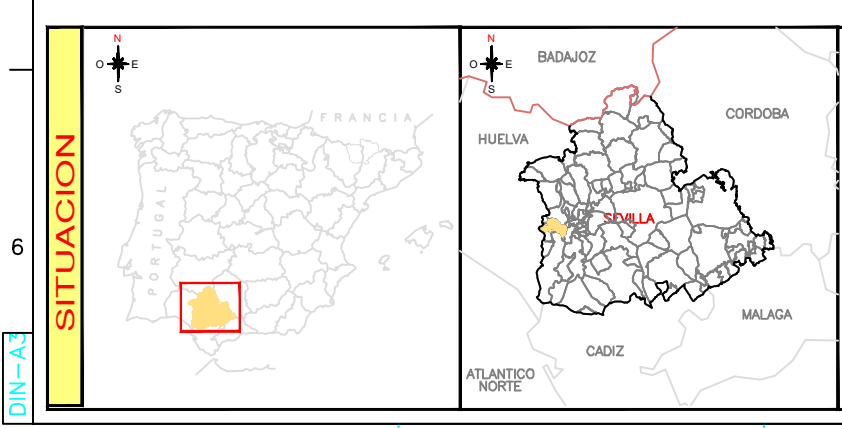 6
DIN-A3
SITUACION
N
O E
S
FRANCIA
PORTUGAL
N
O E
S
BADAJOZ
CORDOBA
HUELVA
SEVILLA
MALAGA
CADIZ
ATLANTICO
NORTE